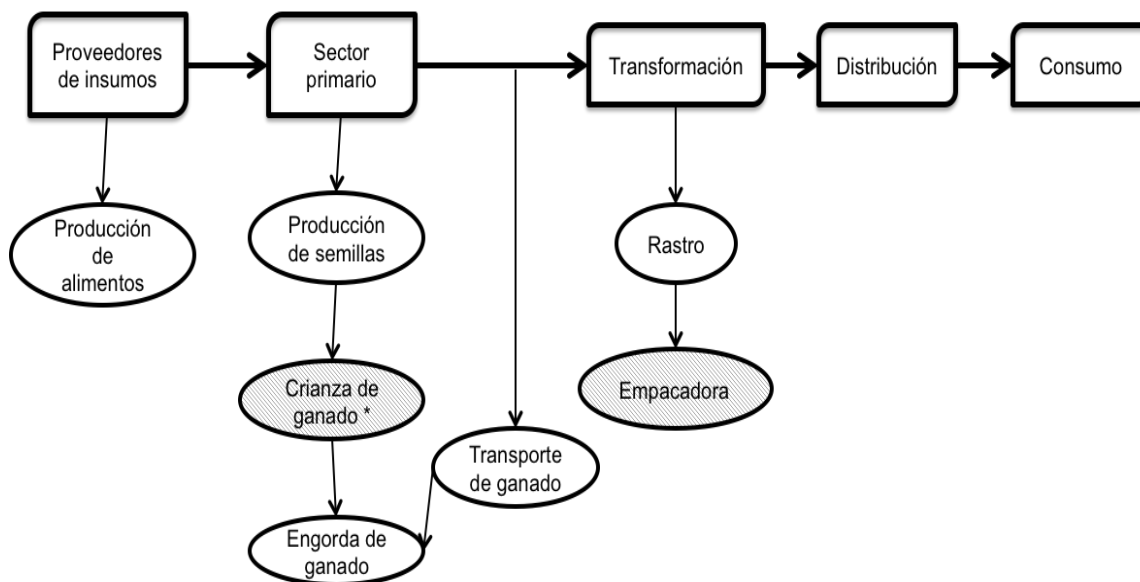 Proveedores
de insumos
Sector
primario
Transformación
Distribución
Consumo
Producción
de
alimentos
Producción
de semillas
Rastro
Crianza de
ganado *
Empacadora
Transporte
de ganado
Engorda de
ganado